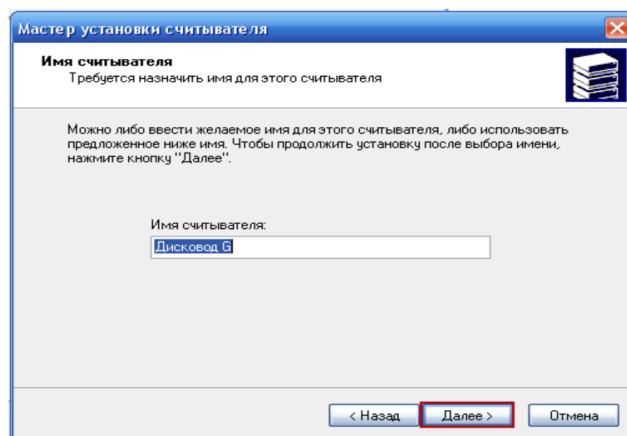 Мастер установки считывателя
Имя считывателя
Требуется назначить имя для этого считывателя
Можно либо ввести желаемое имя для этого считывателя, либо использовать
предложенное ниже имя. Чтобы продолжить установку после выбора имени,
нажмите кнопку "Далее".
Имя считывателя:
Дисковод G
< Назад
Далее >
Отмена